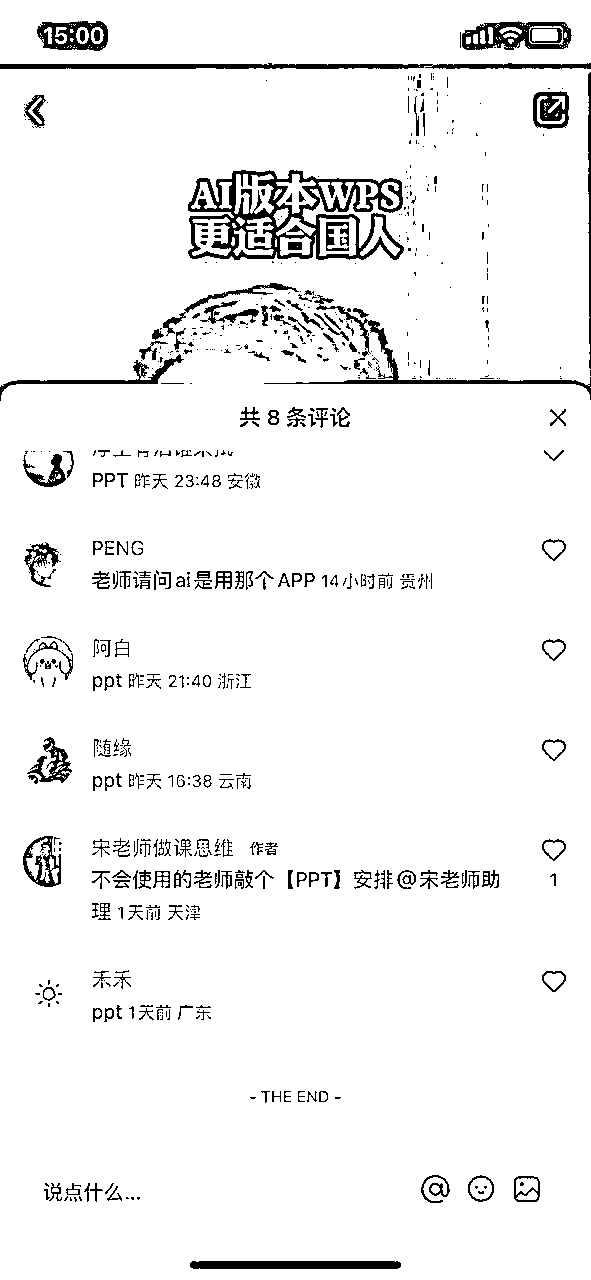 15:00
AI版本WPS
更适合国人
共 8 条评论
PPT 昨天 23:48 安徽
PENG
老师请问ai是用那个APP 14小时前 贵州
阿白
ppt 昨天 21:40 浙江
随缘
ppt 昨天 16:38 云南
宋老师做课思维 作者
不会使用的老师敲个【PPT】安排@宋老师助
1
理 1天前 天津
禾禾
ppt 1天前 广东
- THE END -
说点什么...